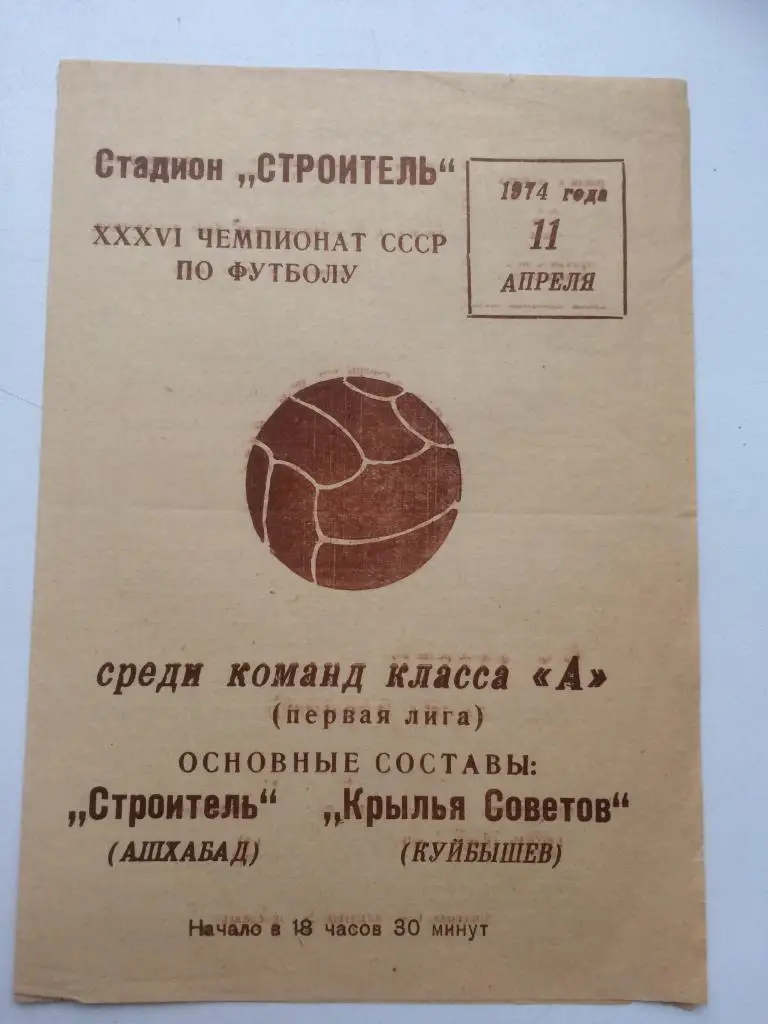 Стадион „СТРОИТЕЛЬ“
1974 года
11
АПРЕЛЯ
XXXVI ЧЕМПИОНАТ СССР
ПО ФУТБОЛУ
среди команд класса «А»
(первая лига)
ОСНОВНЫЕ СОСТАВЫ:
„Строитель“ „Крылья Советов“
(АШХАБАД) (КУЙБЫШЕВ)
Начало в 18 часов 30 минут